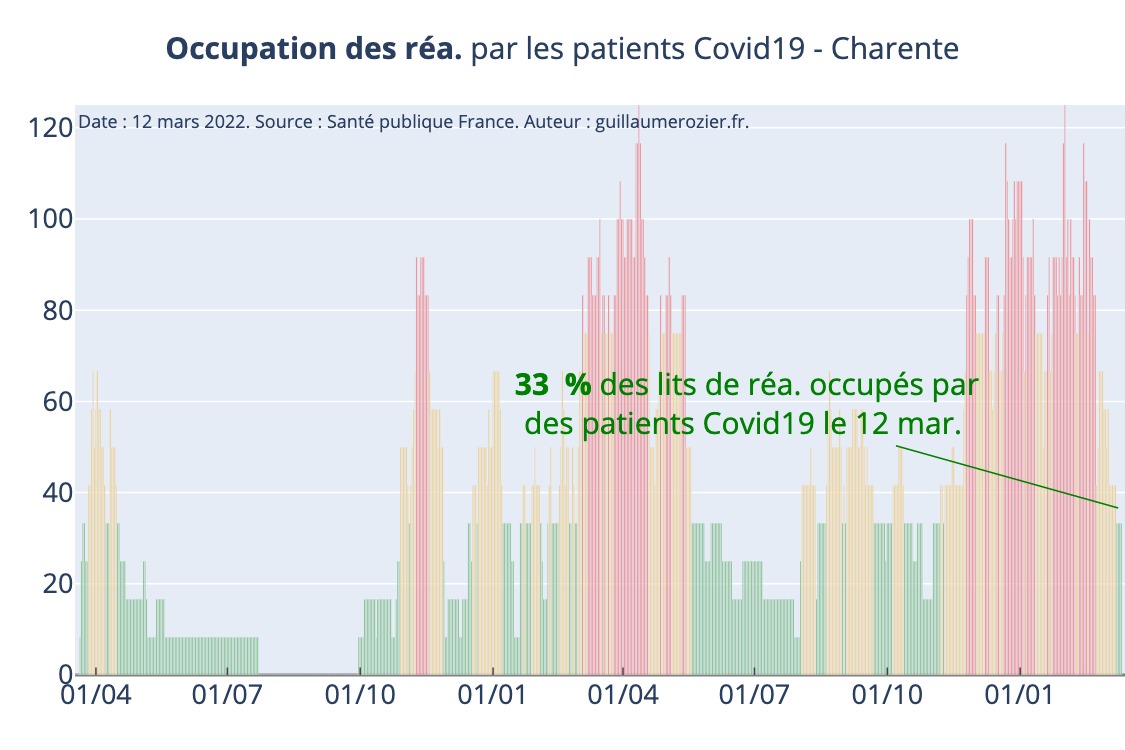 Occupation des réa. par les patients Covid19 - Charente
Date : 12 mars 2022. Source : Santé publique France. Auteur : guillaumerozier.fr.
120
100
80
60
40
20
0
33 % des lits de réa. occupés par
des patients Covid19 le 12 mar.
01/04 01/07 01/10 01/01 01/04 01/07 01/10 01/01